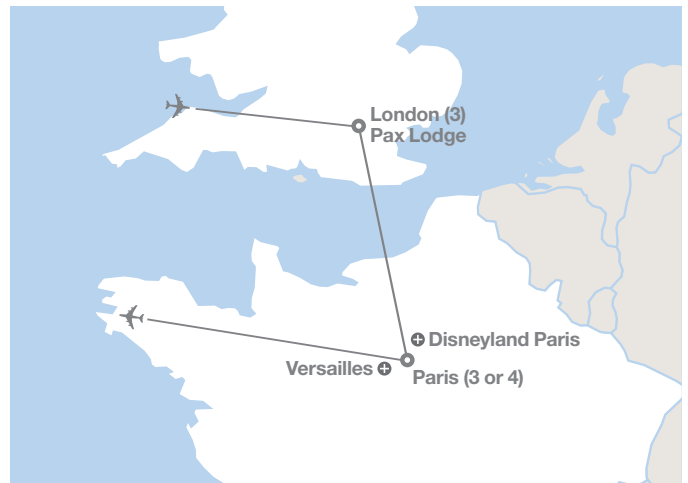 London (3)
Pax Lodge
Disneyland Paris
Versailles
Paris (3 or 4)